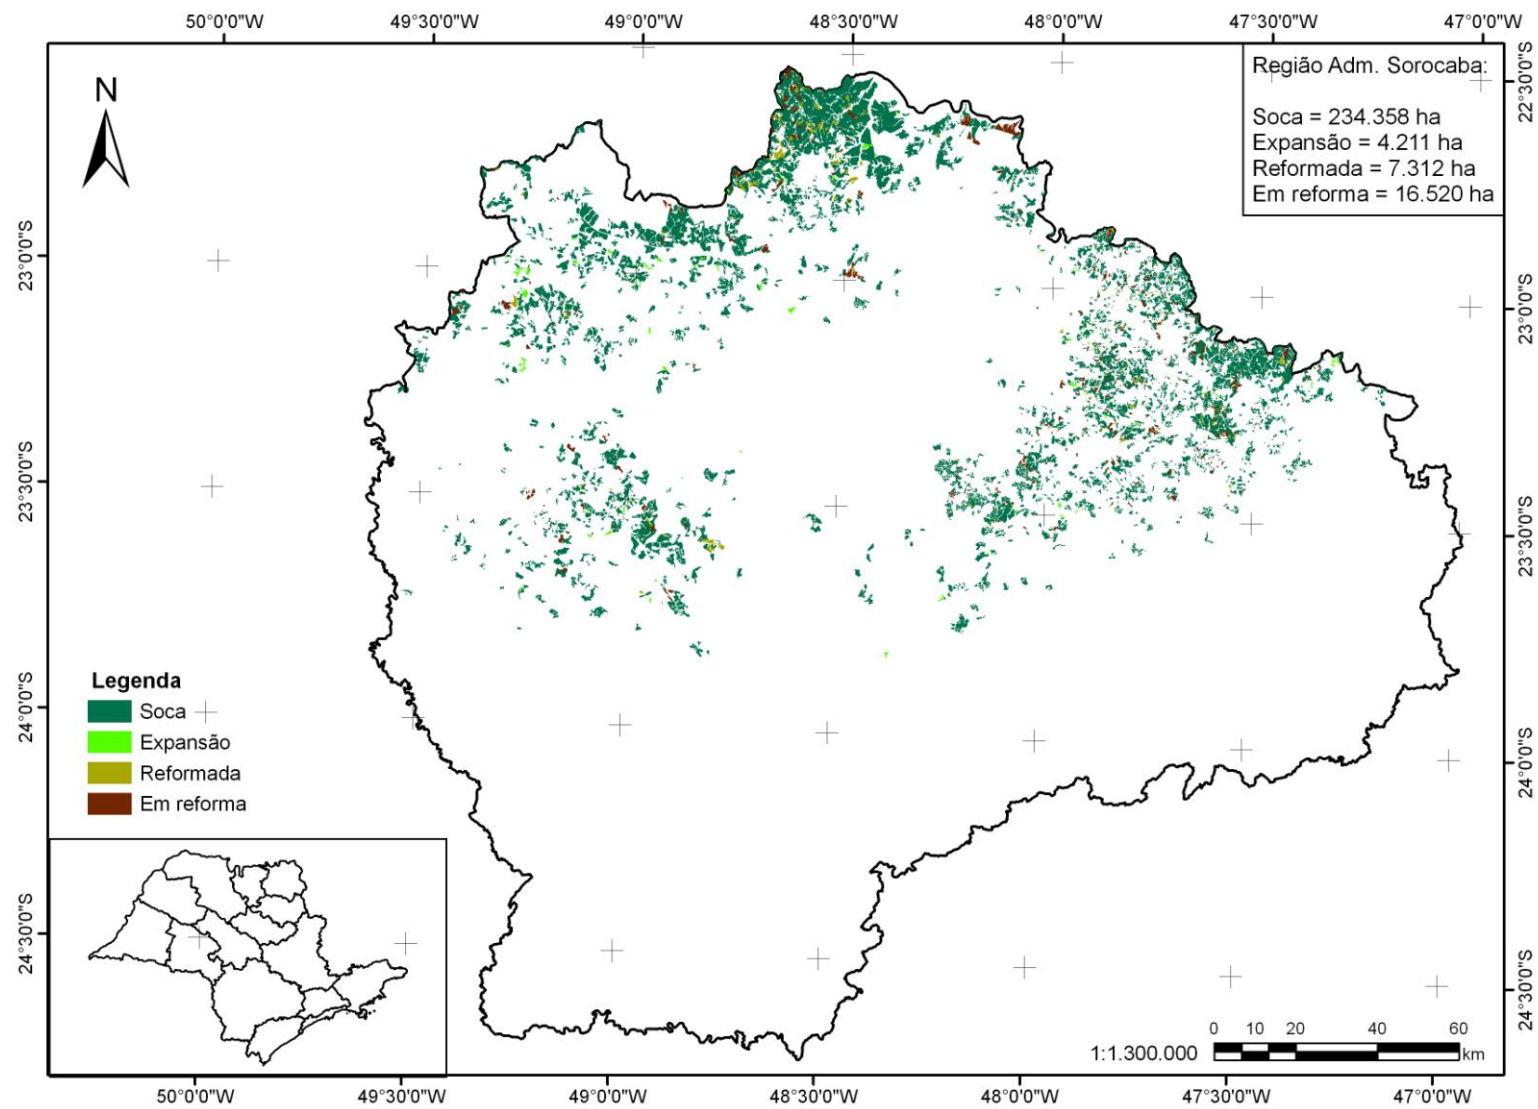 50°0'0"W 49°30'0"W 49°0'0"W 48°30'0"W 48°0'0"W 47°30'0"W 47°0'0"W
N
Região Adm. Sorocaba:
Soca = 234.358 ha
Expansão = 4.211 ha
Reformada = 7.312 ha
Em reforma = 16.520 ha
22°30'0"S
23°0'0"S
23°0'0"S
23°30'0"S
23°30'0"S
24°0'0"S
24°0'0"S
24°30'0"S
24°30'0"S
Legenda
Soca
Expansão
Reformada
Em reforma
0 10 20 40 60
1:1.300.000 km
50°0'0"W 49°30'0"W 49°0'0"W 48°30'0"W 48°0'0"W 47°30'0"W 47°0'0"W